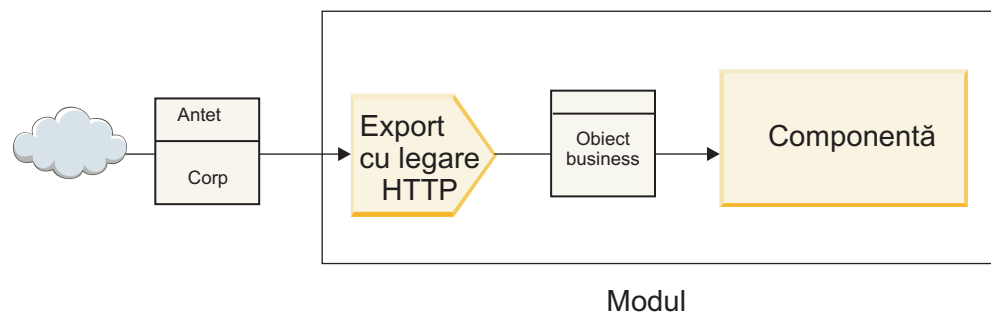 Antet
Corp
Export
cu legare
HTTP
Obiect
business
Componentă
Modul